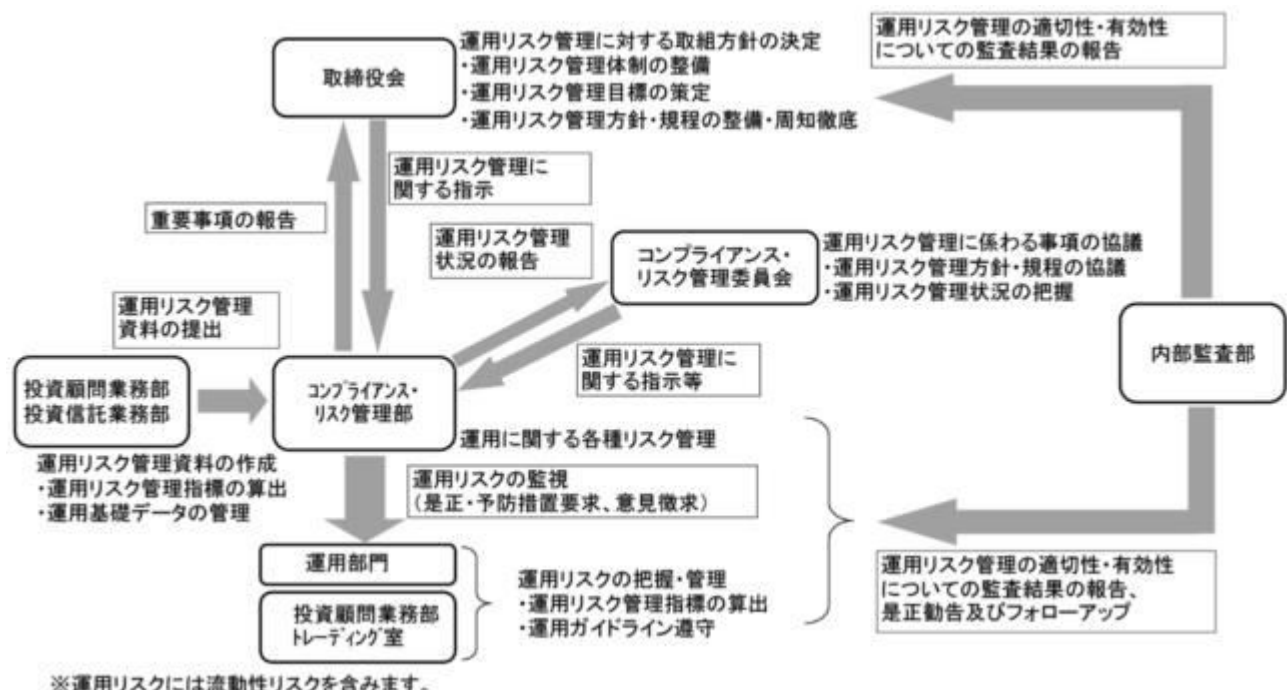 取締役会
運用リスク管理に対する取組方針の決定
・運用リスク管理体制の整備
・運用リスク管理目標の策定
・運用リスク管理方針・規程の整備・周知徹底
運用リスク管理の適切性・有効性
についての監査結果の報告
運用リスク管理に
関する指示
重要事項の報告
運用リスク管理
状況の報告
コンプライアンス・
リスク管理委員会
運用リスク管理に係わる事項の協議
・運用リスク管理方針・規程の協議
・運用リスク管理状況の把握
運用リスク管理
資料の提出
運用リスク管理に
関する指示等
内部監査部
投資顧問業務部
投資信託業務部
コンプライアンス・
リスク管理部
運用に関する各種リスク管理
運用リスク管理資料の作成
・運用リスク管理指標の算出
・運用基礎データの管理
運用リスクの監視
(是正・予防措置要求、意見徴求)
運用部門
投資顧問業務部
トレーディング室
運用リスクの把握・管理
・運用リスク管理指標の算出
・運用ガイドライン遵守
運用リスク管理の適切性・有効性
についての監査結果の報告、
是正勧告及びフォローアップ
※運用リスクには流動性リスクを含みます。